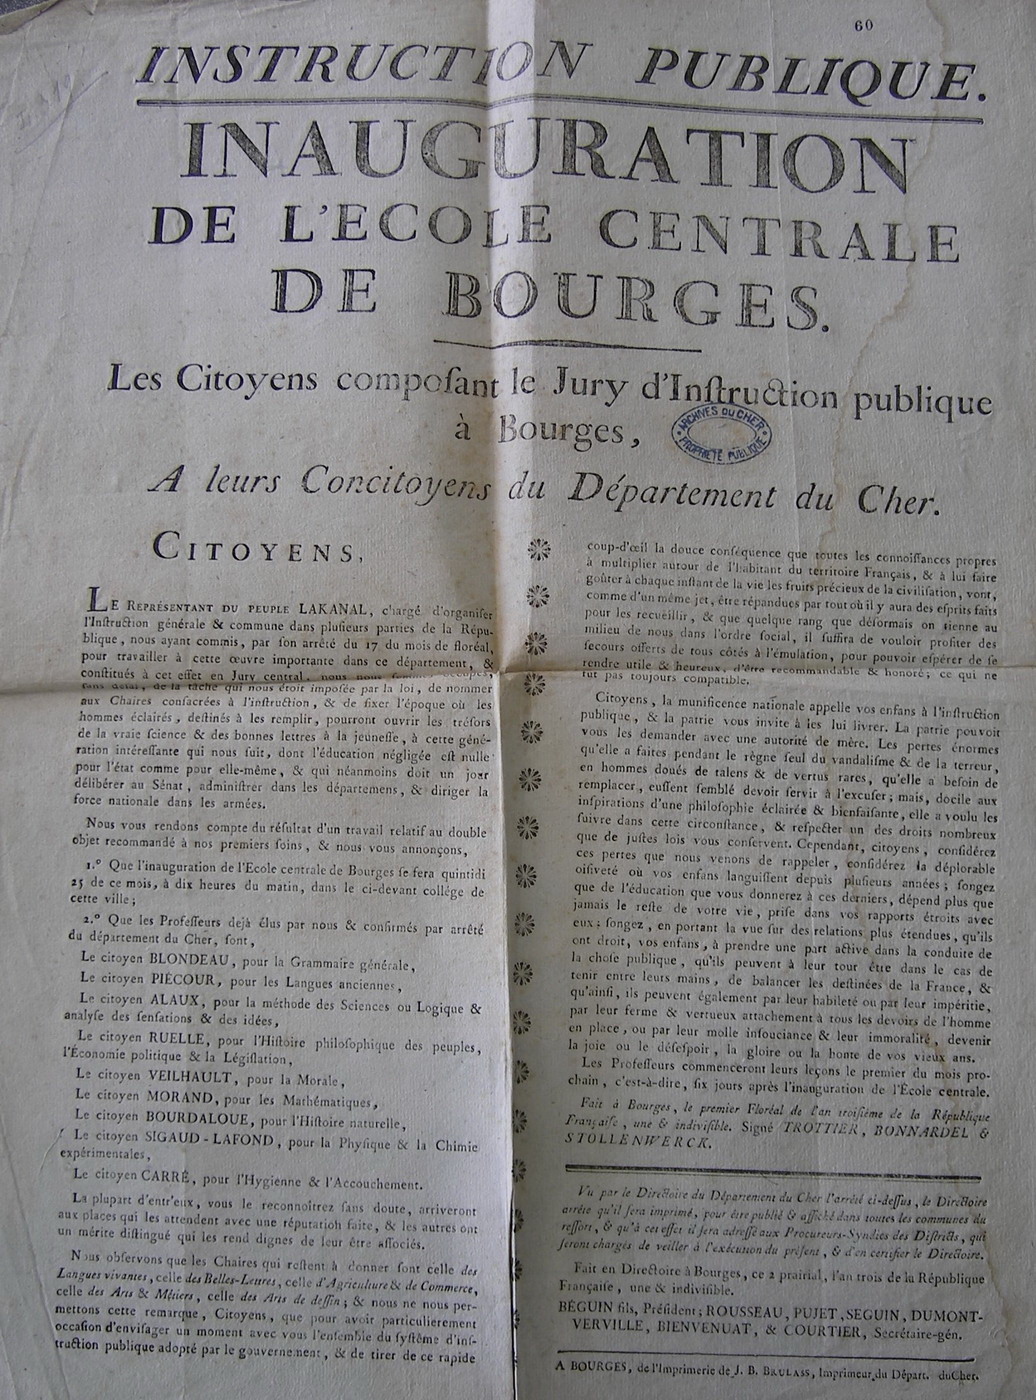 60
INSTRUCTION PUBLIQUE.
INAUGURATION
DE L'ECOLE CENTRALE
DE BOURGES.
Les Citoyens compoſant le Jury d'Inſtruction publique
à Bourges,
ARCHIVES DU CHER
PROPRIETÉ PUBLIQUE
A leurs Concitoyens du Département du Cher.
CITOYENS,
LE REPRÉSENTANT DU PEUPLE LAKANAL, chargé d'organiſer
l'Inſtruction générale & commune dans pluſieurs parties de la Répu-
blique, nous ayant commis, par ſon arrêté du 17 du mois de floréal,
pour travailler à cette œuvre importante dans ce département, &
conſtitués à cet effet en Jury central, nous nous ſommes occupés,
ſans délai, de la tâche qui nous étoit impoſée par la loi, de nommer
aux Chaires conſacrées à l'inſtruction, & de fixer l'époque où les
hommes éclairés, deſtinés à les remplir, pourront ouvrir les tréſors
de la vraie ſcience & des bonnes lettres à la jeuneſſe, à cette géné-
ration intéreſſante qui nous ſuit, dont l'éducation négligée eſt nulle
pour l'état comme pour elle-même, & qui néanmoins doit un jour
délibérer au Sénat, adminiſtrer dans les départemens, & diriger la
force nationale dans les armées.
Nous vous rendons compte du réſultat d'un travail relatif au double
objet recommandé à nos premiers ſoins, & nous vous annonçons,
1.° Que l'inauguration de l'Ecole centrale de Bourges ſe fera quintidi
25 de ce mois, à dix heures du matin, dans le ci-devant collége de
cette ville;
2.° Que les Profeſſeurs dejà élus par nous & confirmés par arrêté
du département du Cher, ſont,
Le citoyen BLONDEAU, pour la Grammaire générale,
Le citoyen PIÉCOUR, pour les Langues anciennes,
Le citoyen ALAUX, pour la méthode des Sciences ou Logique &
analyſe des ſenſations & des idées,
Le citoyen RUELLE, pour l'Hiſtoire philoſophique des peuples,
l'Économie politique & la Légiſlation,
Le citoyen VEILHAULT, pour la Morale,
Le citoyen MORAND, pour les Mathématiques,
Le citoyen BOURDALOUE, pour l'Hiſtoire naturelle,
Le citoyen SIGAUD-LAFOND, pour la Phyſique & la Chimie
expérimentales,
Le citoyen CARRÉ, pour l'Hygienne & l'Accouchement.
La plupart d'entr'eux, vous le reconnoîtrez ſans doute, arriveront
aux places qui les attendent avec une réputation faite, & les autres ont
un mérite diſtingué qui les rend dignes de leur être aſſociés.
Nous obſervons que les Chaires qui reſtent à donner ſont celle des
Langues vivantes, celle des Belles-Lettres, celle d'Agriculture & de Commerce,
celle des Arts & Métiers, celle des Arts de deſſin; & nous ne nous per-
mettons cette remarque, Citoyens, que pour avoir particulierement
occaſion d'enviſager un moment avec vous l'enſemble du ſyſtême d'inſ-
truction publique adopté par le gouvernement, & de tirer de ce rapide
coup-d'œil la douce conſéquence que toutes les connoiſſances propres
à multiplier autour de l'habitant du territoire Français, & à lui faire
goûter à chaque inſtant de la vie les fruits précieux de la civiliſation, vont,
comme d'un même jet, être répandues par tout où il y aura des eſprits faits
pour les recueillir, & que quelque rang que déſormais on tienne au
milieu de nous dans l'ordre social, il ſuffira de vouloir profiter des
ſecours offerts de tous côtés à l'émulation, pour pouvoir eſpérer de ſe
rendre utile & heureux, d'être recommandable & honoré; ce qui ne
fut pas toujours compatible.
Citoyens, la munificence nationale appelle vos enfans à l'inſtruction
publique, & la patrie vous invite à les lui livrer. La patrie pouvoit
vous les demander avec une autorité de mère. Les pertes énormes
qu'elle a faites pendant le règne ſeul du vandaliſme & de la terreur,
en hommes doués de talens & de vertus rares, qu'elle a beſoin de
remplacer, euſſent ſemblé devoir ſervir à l'excuſer; mais, docile aux
inſpirations d'une philoſophie éclairée & bienfaiſante, elle a voulu les
ſuivre dans cette circonſtance, & reſpecter un des droits nombreux
que de juſtes lois vous conſervent. Cependant, citoyens, conſidérez
ces pertes que nous venons de rappeler, conſidérez la déplorable
oiſiveté où vos enfans languiſſent depuis pluſieurs années; ſongez
que de l'éducation que vous donnerez à ces derniers, dépend plus que
jamais le reſte de votre vie, priſe dans vos rapports étroits avec
eux; ſongez, en portant la vue ſur des relations plus étendues, qu'ils
ont droit, vos enfans, à prendre une part active dans la conduite de
la choſe publique, qu'ils peuvent à leur tour être dans le cas de
tenir entre leurs mains, de balancer les deſtinées de la France, &
qu'ainſi, ils peuvent également par leur habileté ou par leur impéritie,
par leur ferme & vertueux attachement à tous les devoirs de l'homme
en place, ou par leur molle inſouciance & leur immoralité, devenir
la joie ou le déſeſpoir, la gloire ou la honte de vos vieux ans.
Les Profeſſeurs commenceront leurs leçons le premier du mois pro-
chain, c'est-à-dire, ſix jours après l'inauguration de l'École centrale.
Fait à Bourges, le premier Floréal de l'an troiſième de la République
Françaiſe, une & indiviſible. Signé TROTTIER, BONNARDEL &
STOLLENWERCK.
Vu par le Directoire du Département du Cher l'arrêté ci-deſſus, le Directoire
arrête qu'il ſera imprimé, pour être publié & affiché dans toutes les communes du
reſſort, & qu'à cet effet il ſera adreſſé aux Procureurs-Syndics des Diſtricts, qui
ſeront chargés de veiller à l'exécution du préſent, & d'en certifier le Directoire.
Fait en Directoire à Bourges, ce 2 prairial, l'an trois de la République
Françaiſe, une & indiviſible.
BÉGUIN fils, Préſident; ROUSSEAU, PUJET, SEGUIN, DUMONT-
VERVILLE, BIENVENUAT, & COURTIER, Secrétaire-gén.
A BOURGES, de l'Imprimerie de J. B. BRULASS, Imprimeur du Départ. du Cher.